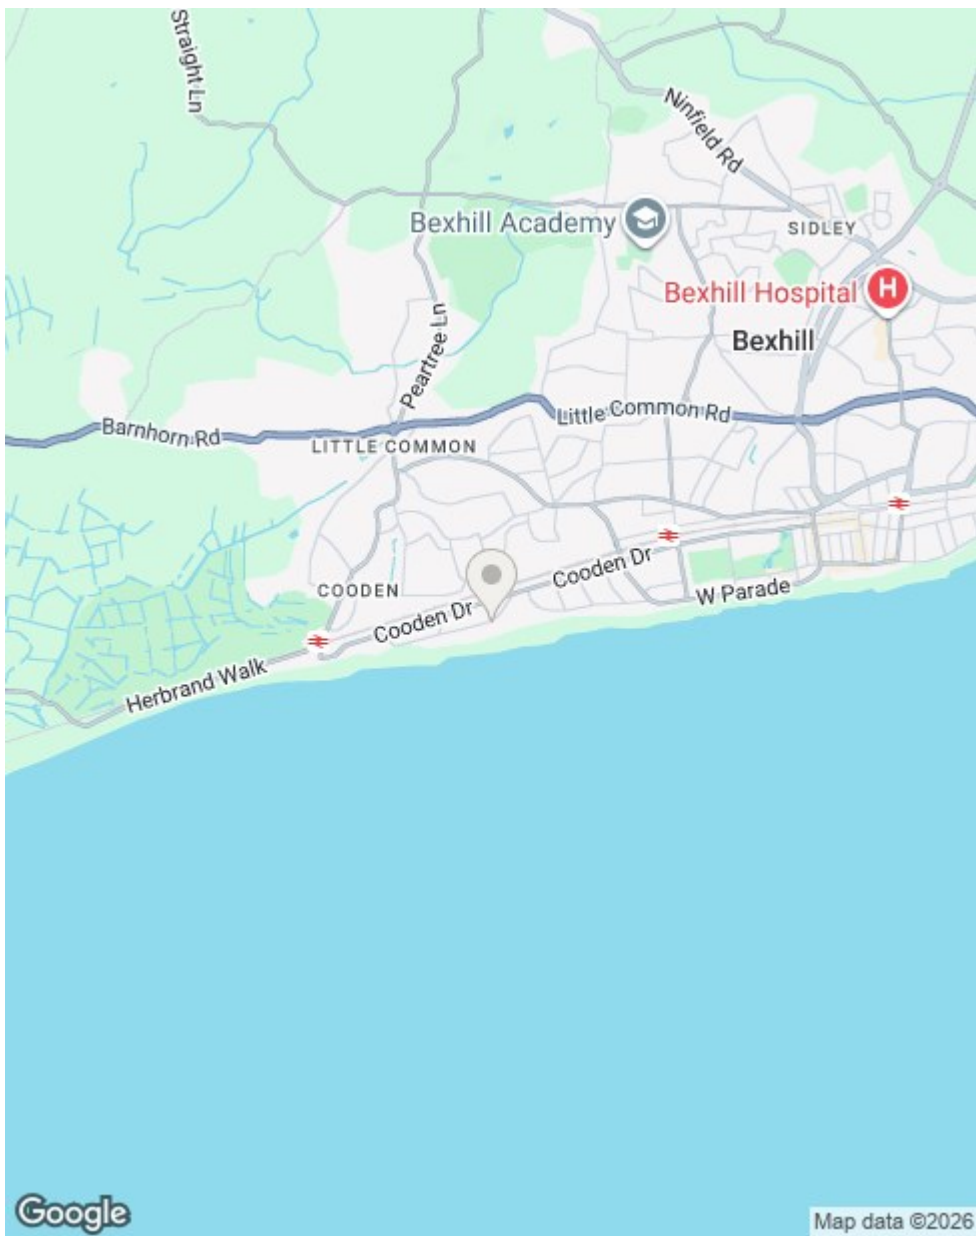 Straight Ln
Ninfield Rd
Bexhill Academy
SIDLEY
Bexhill Hospital
H
Bexhill
Peartree Ln
Little Common Rd
Barnhorn Rd
LITTLE COMMON
Cooden Dr
COODEN
W Parade
Cooden Dr
Herbrand Walk
Google
Map data ©2026